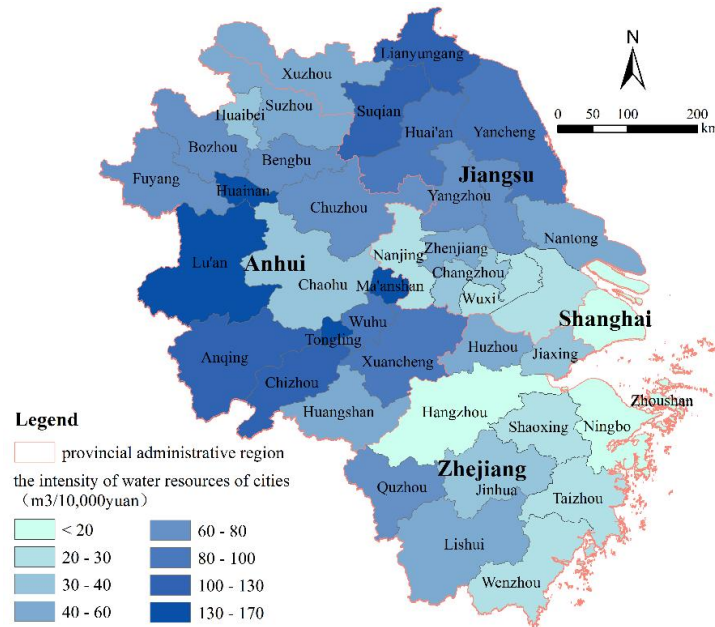 Lianyungang
N
Xuzhou
Suzhou
Huaibei
Suqian
0 50 100 200
km
Huai'an
Yancheng
Bozhou
Bengbu
Fuyang
Jiangsu
Huainan
Yangzhou
Chuzhou
Nantong
Nanjing
Zhenjiang
Lu'an
Anhui
Changzhou
Chaohu
Ma'anshan
Wuxi
Shanghai
Wuhu
Tongling
Huzhou
Jiaxing
Anqing
Xuancheng
Chizhou
Zhoushan
Huangshan
Hangzhou
Shaoxing
Ningbo
Zhejiang
Quzhou
Jinhua
Taizhou
Lishui
Wenzhou
Legend
provincial administrative region
the intensity of water resources of cities
（m3/10,000yuan）
< 20
20 - 30
30 - 40
40 - 60
60 - 80
80 - 100
100 - 130
130 - 170